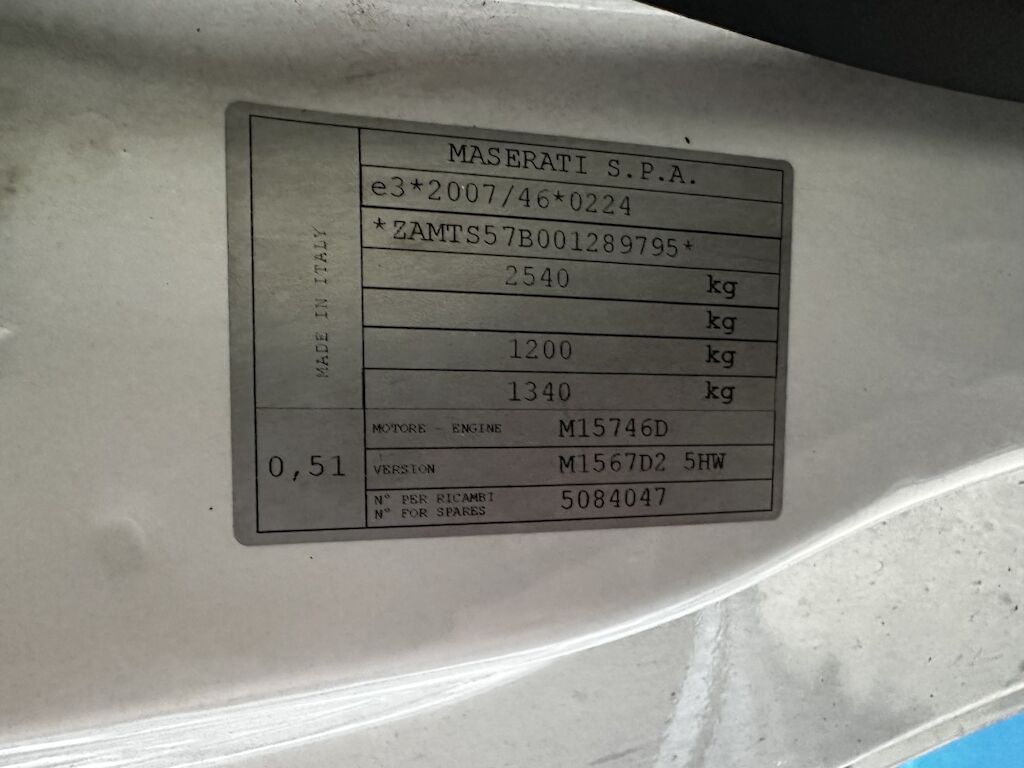 MASERATI S.P.A.
e3*2007/46*0224
*ZAMTS57B001289795*
2540 kg
kg
1200 kg
1340 kg
MADE IN ITALY
0,51
MOTORE - ENGINE M15746D
VERSION M1567D2 5HW
N° PER RICAMBI
N° FOR SPARES 5084047